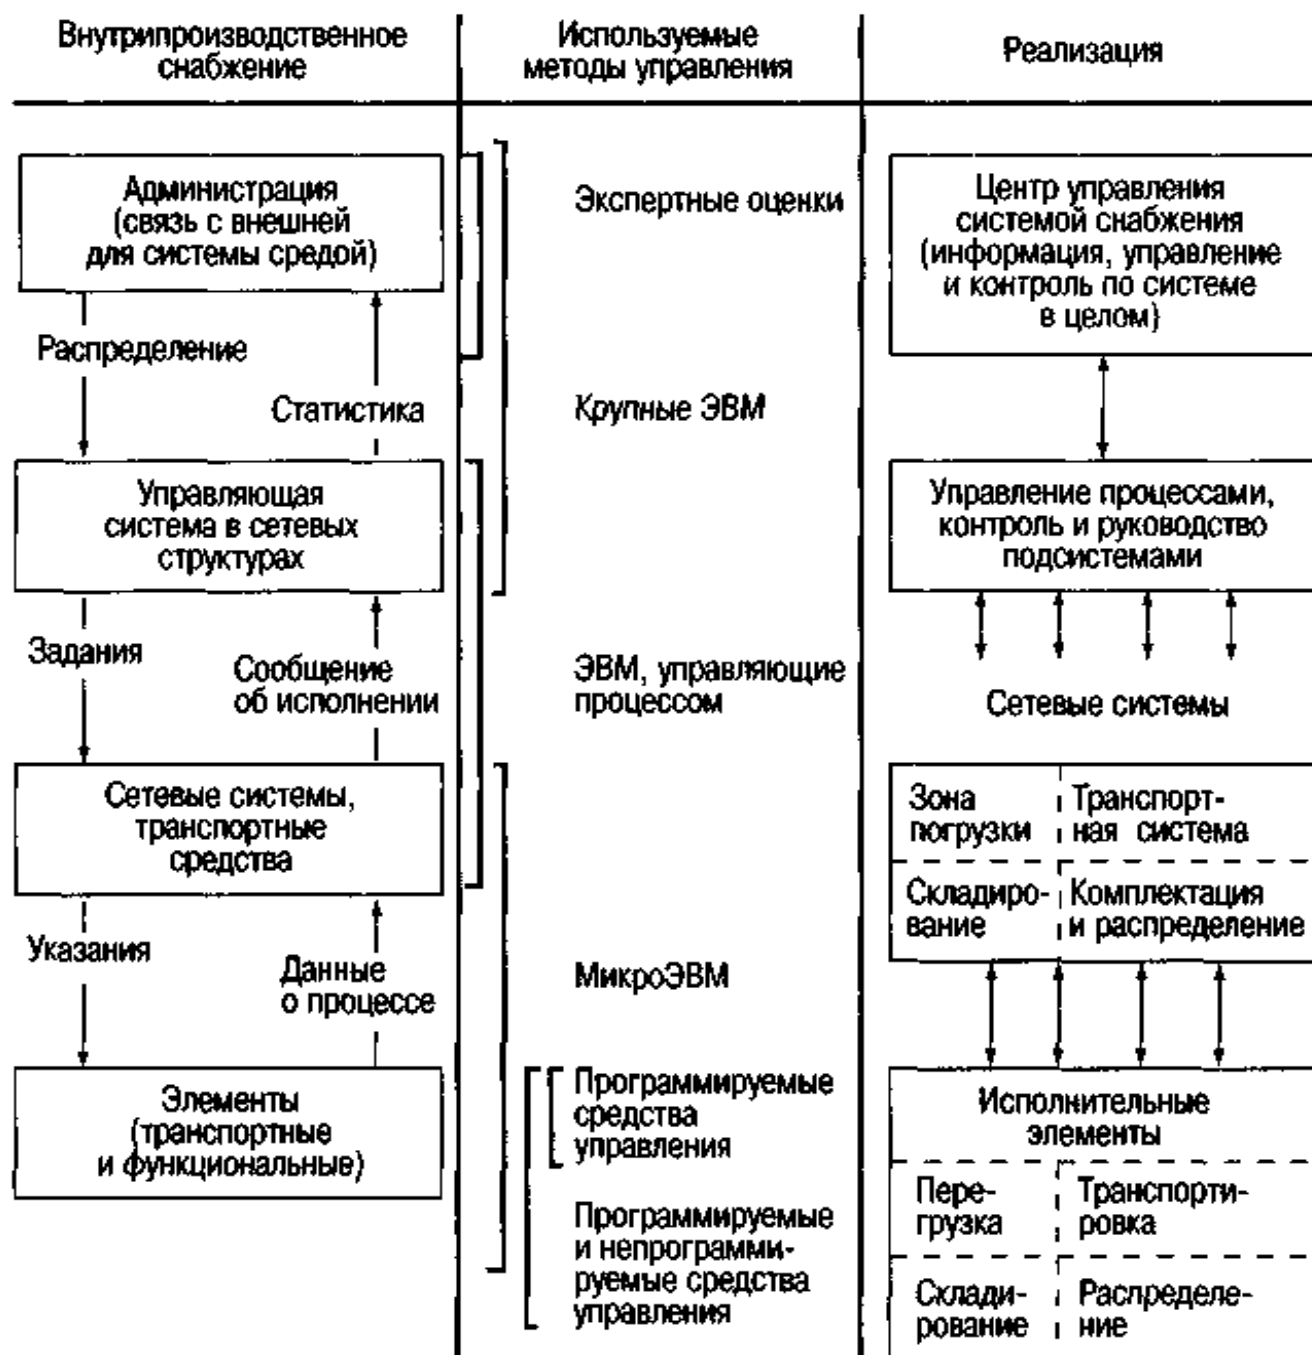 Внутрипроизводственное
снабжение
Используемые
методы управления
Реализация
Администрация
(связь с внешней
для системы средой)
Распределение
Статистика
Управляющая
система в сетевых
структурах
Задания
Сообщение
об исполнении
Сетевые системы,
транспортные
средства
Указания
Данные
о процессе
Элементы
(транспортные
и функциональные)
Экспертные оценки
Крупные ЭВМ
ЭВМ, управляющие
процессом
МикроЭВМ
Программируемые
средства
управления
Программируемые
и непрограмми-
руемые средства
управления
Центр управления
системой снабжения
(информация, управление
и контроль по системе
в целом)
Управление процессами,
контроль и руководство
подсистемами
Сетевые системы
Зона
погрузки
Транспорт-
ная система
Складиро-
вание
Комплектация
и распределение
Исполнительные
элементы
Пере-
грузка
Транспорти-
ровка
Склади-
рование
Распределе-
ние